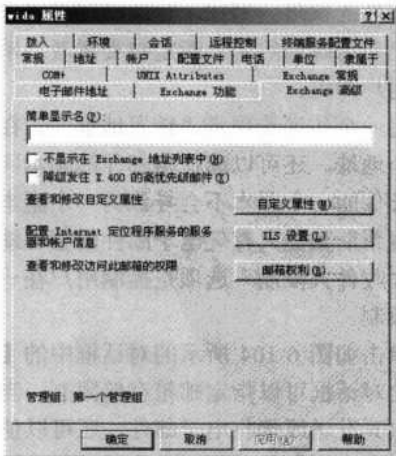 wida 属性
拨入 环境 会话 远程控制 终端服务配置文件
常规 地址 帐户 配置文件 电话 单位 隶属于
COM+ UNIX Attributes Exchange 常规
电子邮件地址 Exchange 功能 Exchange 高级
简单显示名(P):
不显示在 Exchange 地址列表中(H)
降级发往 X.400 的高优先级邮件(T)
查看和修改自定义属性 自定义属性(M)
配置 Internet 定位程序服务的服务
器和帐户信息 ILS 设置(L)
查看和修改访问此邮箱的权限 邮箱权利(R)
管理组: 第一个管理组
确定 取消 应用(A) 帮助